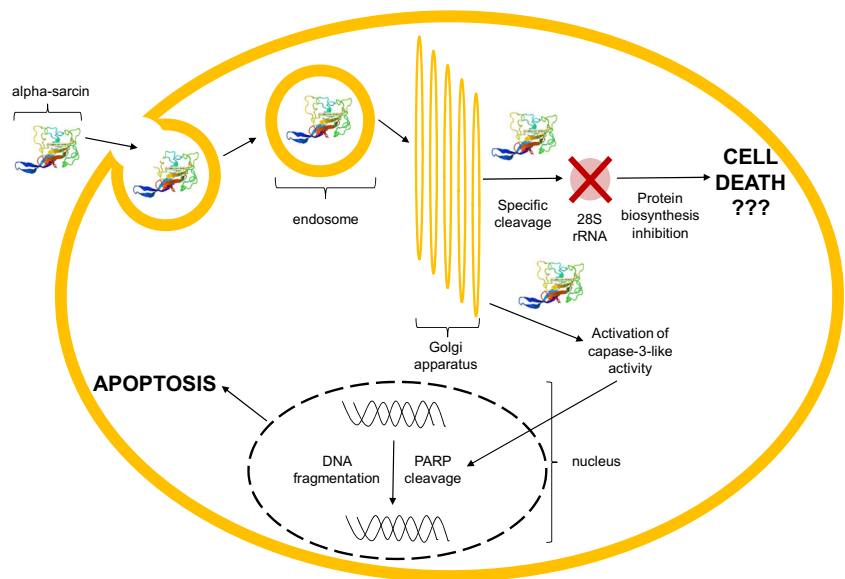 alpha-sarcin
endosome
Golgi
apparatus
Specific
cleavage
28S
rRNA
Protein
biosynthesis
inhibition
CELL
DEATH
???
Activation of
capase-3-like
activity
APOPTOSIS
DNA
fragmentation
PARP
cleavage
nucleus